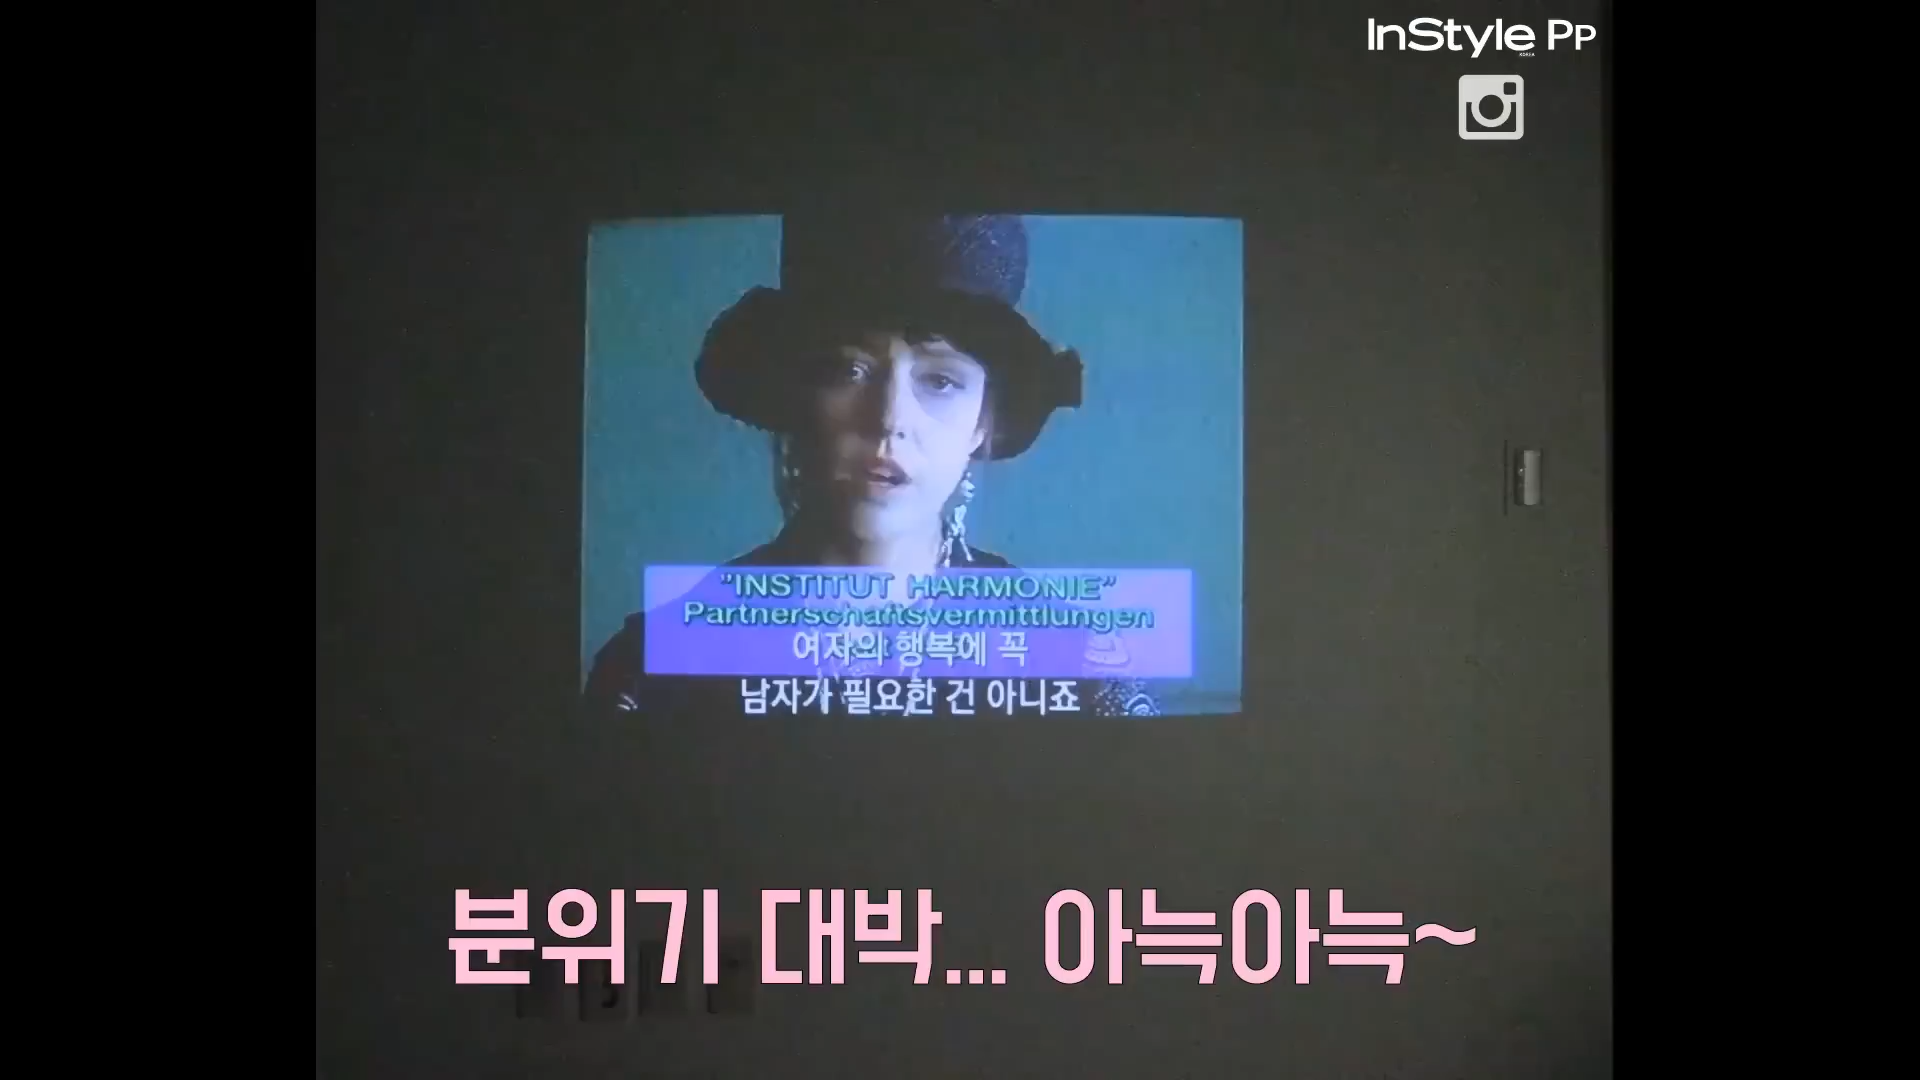 InStyle PP
KOREA
"INSTITUT HARMONIE"
Partnerschaftsvermittlungen
여자의 행복에 꼭
남자가 필요한 건 아니죠
분위기 대박... 아늑아늑~